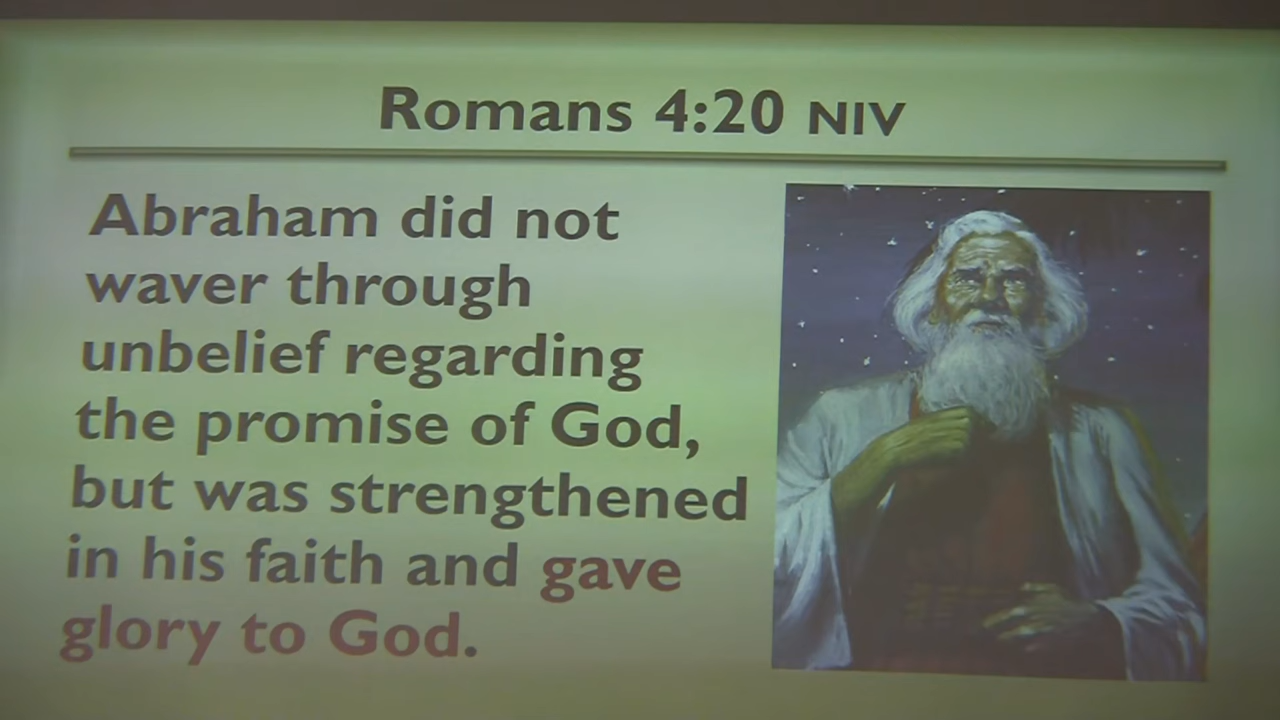 Romans 4:20 NIV
Abraham did not
waver through
unbelief regarding
the promise of God,
but was strengthened
in his faith and gave
glory to God.